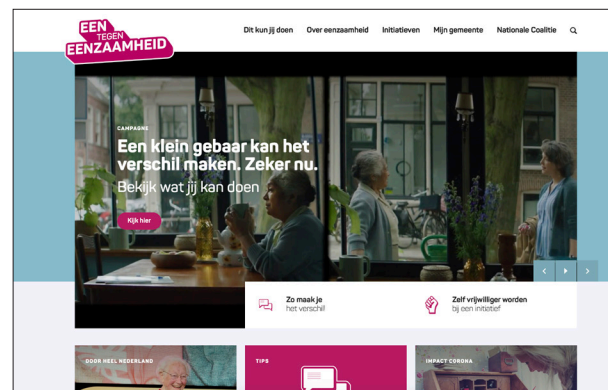 EEN
TEGEN
EENZAAMHEID
Dit kun jij doen Over eenzaamheid Initiatieven Mijn gemeente Nationale Coalitie
CAMPAGNE
Een klein gebaar kan het
verschil maken. Zeker nu.
Bekijk wat jij kan doen
Kijk hier
Zo maak je
het verschil
Zelf vrijwilliger worden
bij een initiatief
DOOR HEEL NEDERLAND
TIPS
IMPACT CORONA